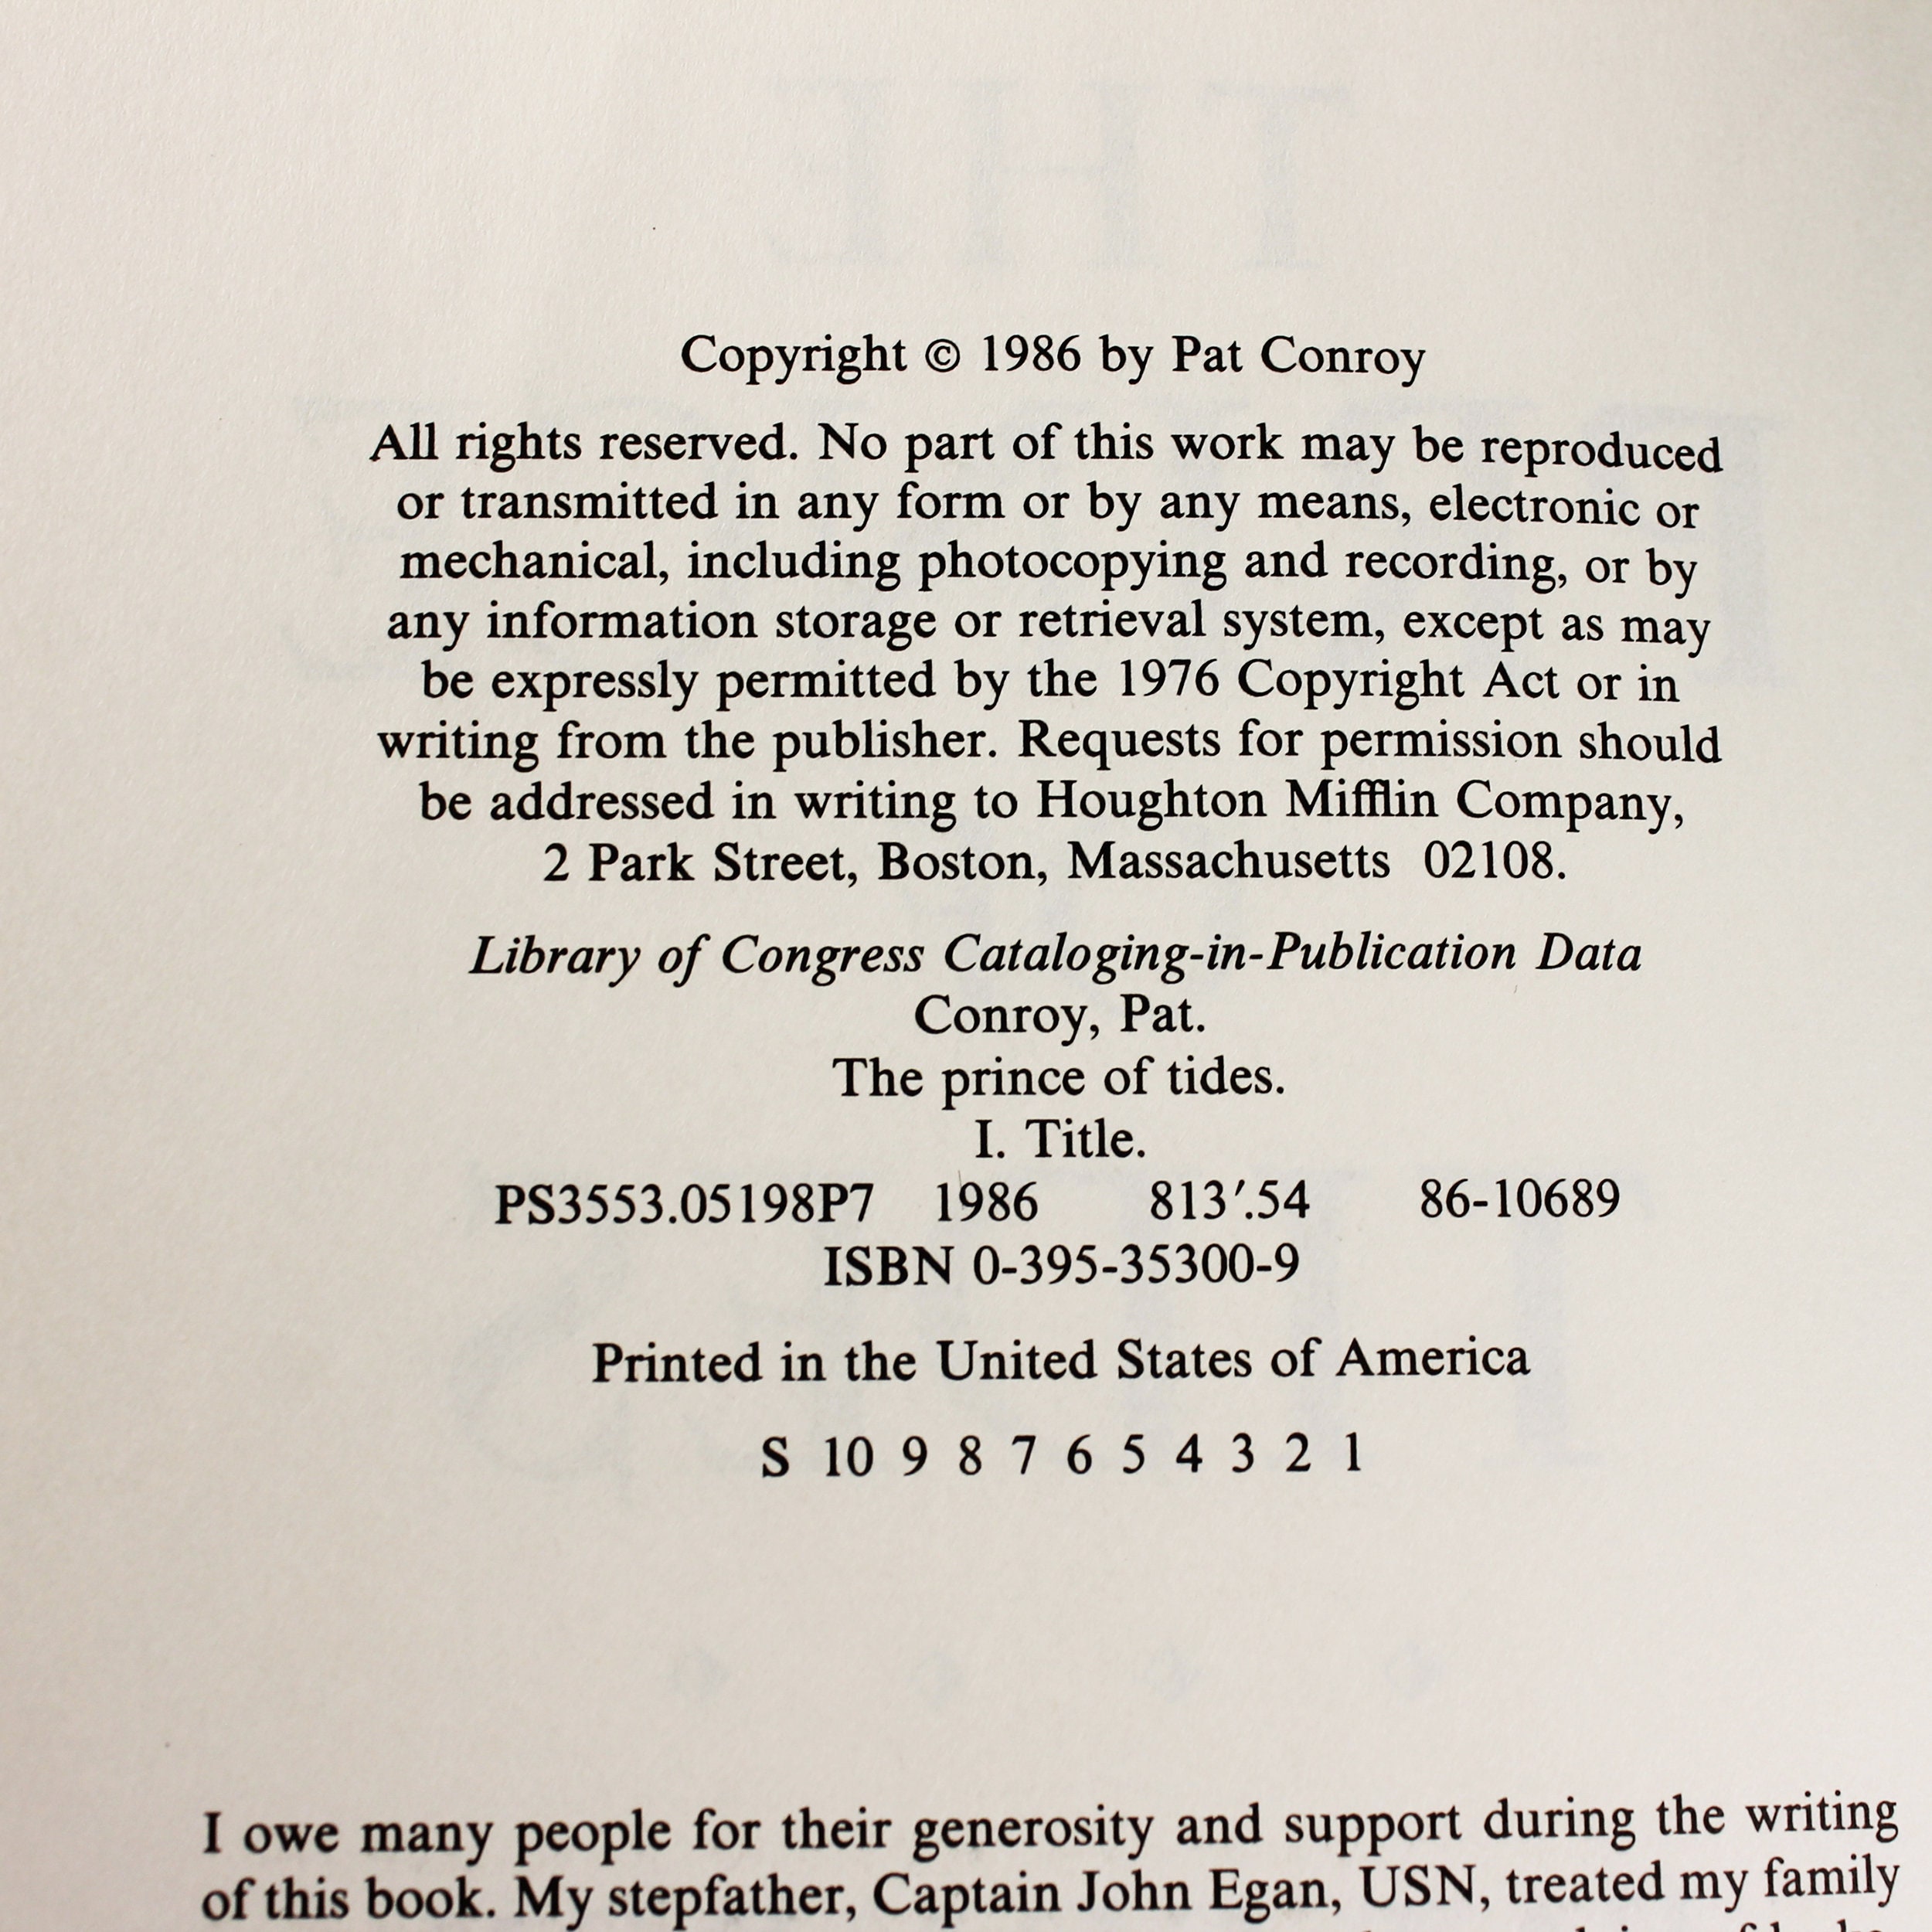 Copyright © 1986 by Pat Conroy
All rights reserved. No part of this work may be reproduced
or transmitted in any form or by any means, electronic or
mechanical, including photocopying and recording, or by
any information storage or retrieval system, except as may
be expressly permitted by the 1976 Copyright Act or in
writing from the publisher. Requests for permission should
be addressed in writing to Houghton Mifflin Company,
2 Park Street, Boston, Massachusetts 02108.
Library of Congress Cataloging-in-Publication Data
Conroy, Pat.
The prince of tides.
I. Title.
PS3553.05198P7 1986 813′.54 86-10689
ISBN 0-395-35300-9
Printed in the United States of America
S 10 9 8 7 6 5 4 3 2 1
I owe many people for their generosity and support during the writing
of this book. My stepfather, Captain John Egan, USN, treated my family